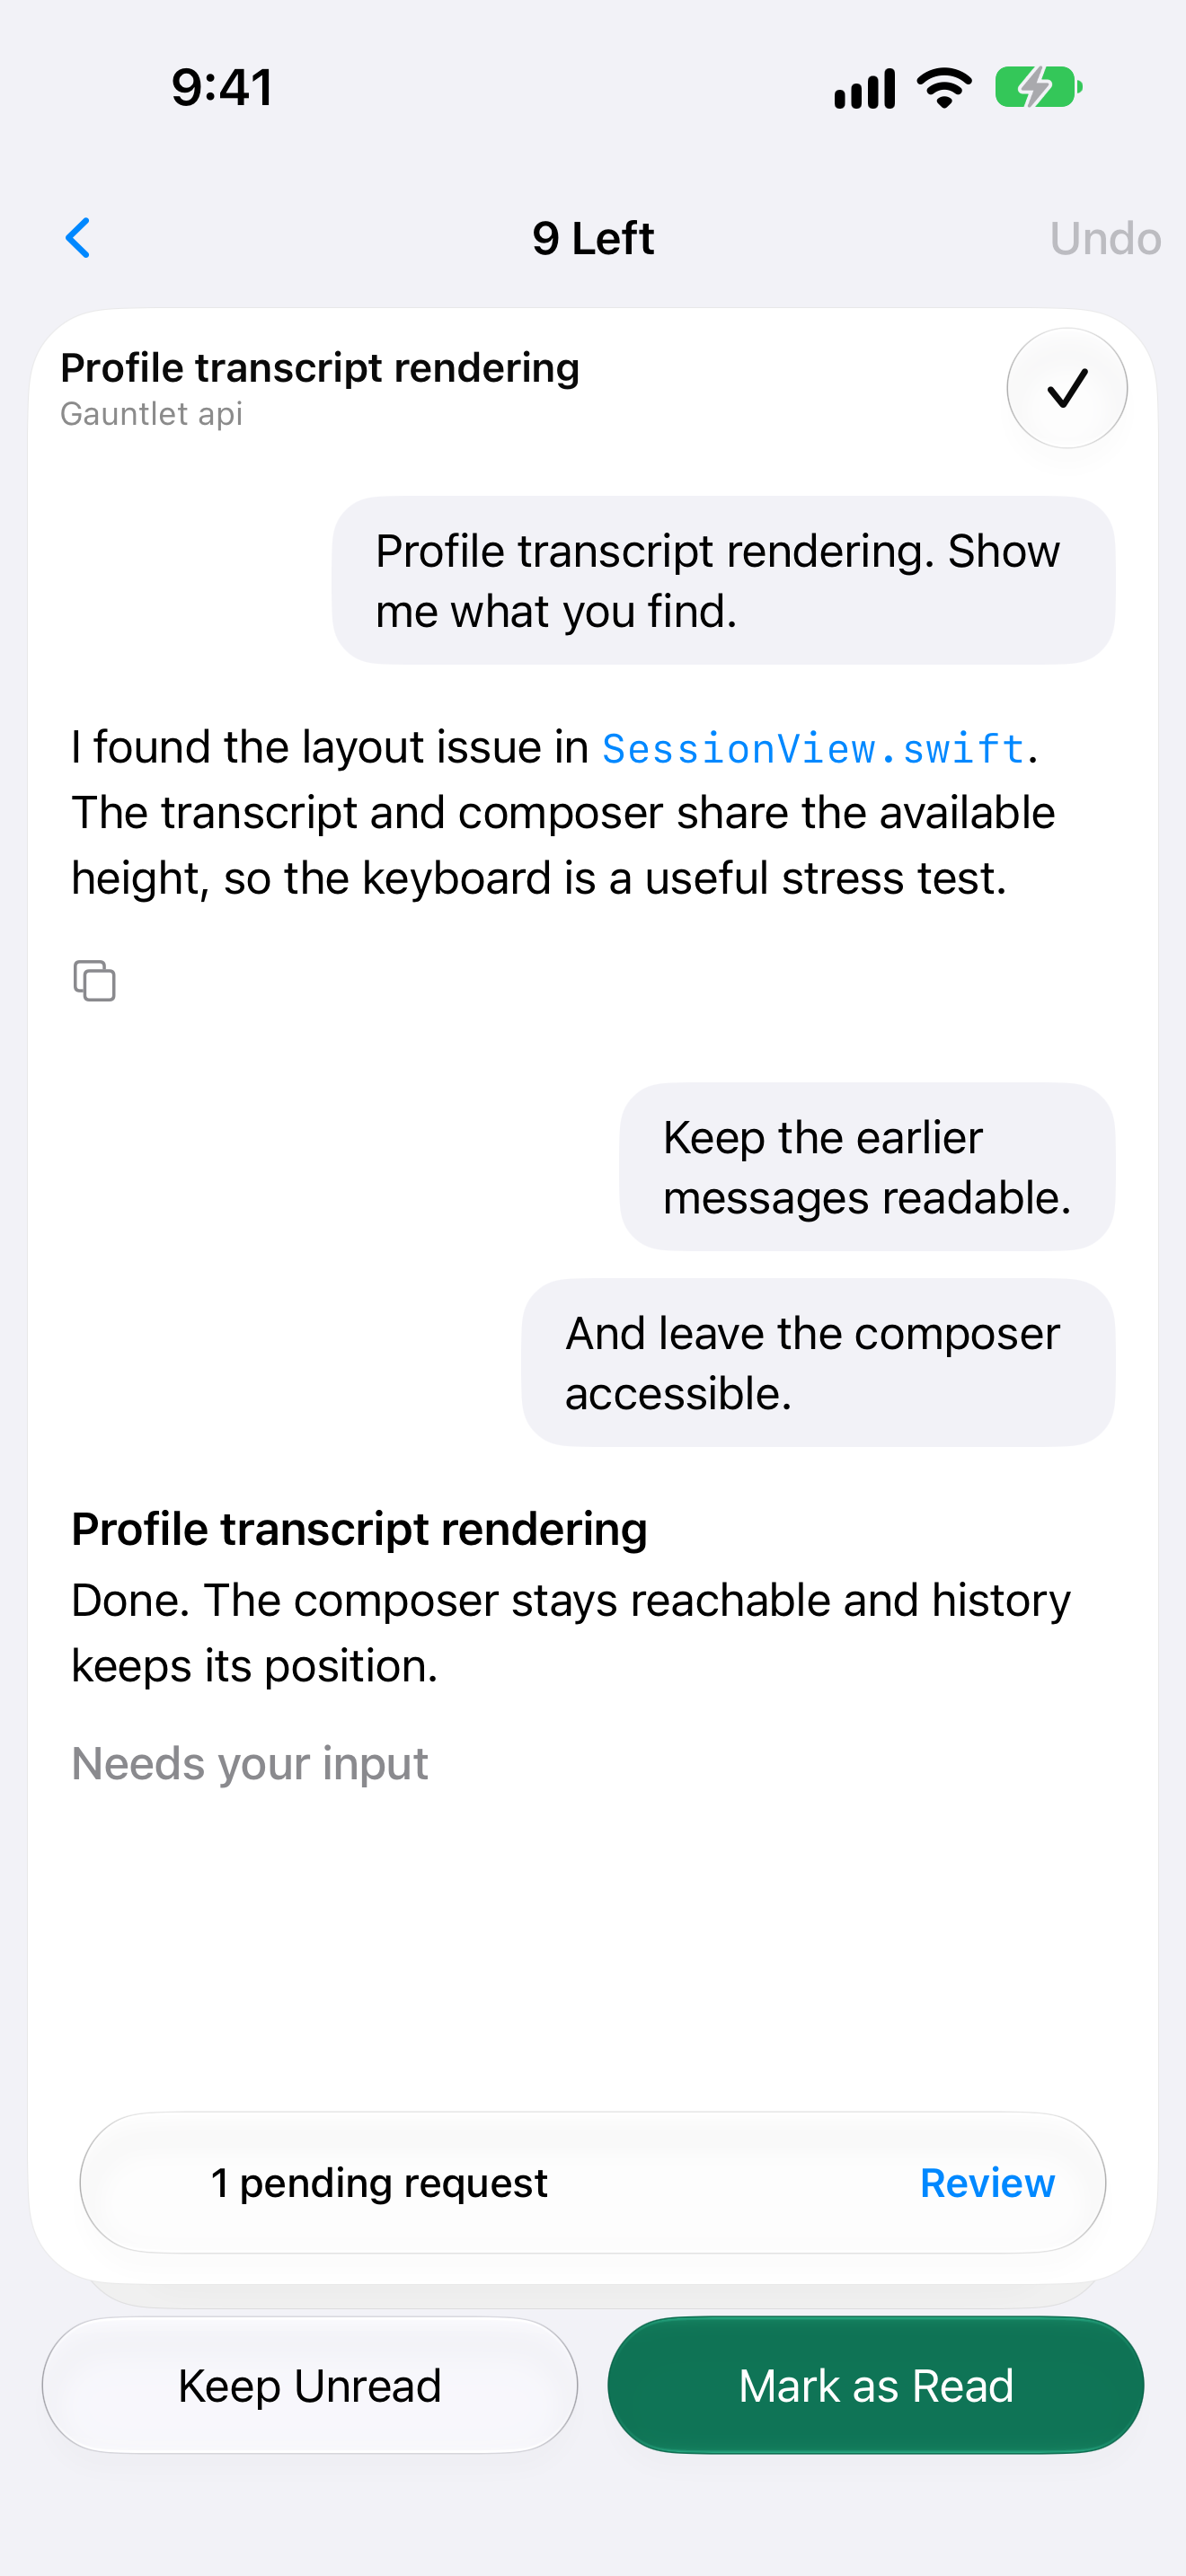 9:41
9 Left
Undo
Profile transcript rendering
Gauntlet api
Profile transcript rendering. Show
me what you find.
I found the layout issue in SessionView.swift.
The transcript and composer share the available
height, so the keyboard is a useful stress test.
Keep the earlier
messages readable.
And leave the composer
accessible.
Profile transcript rendering
Done. The composer stays reachable and history
keeps its position.
Needs your input
1 pending request
Review
Keep Unread
Mark as Read